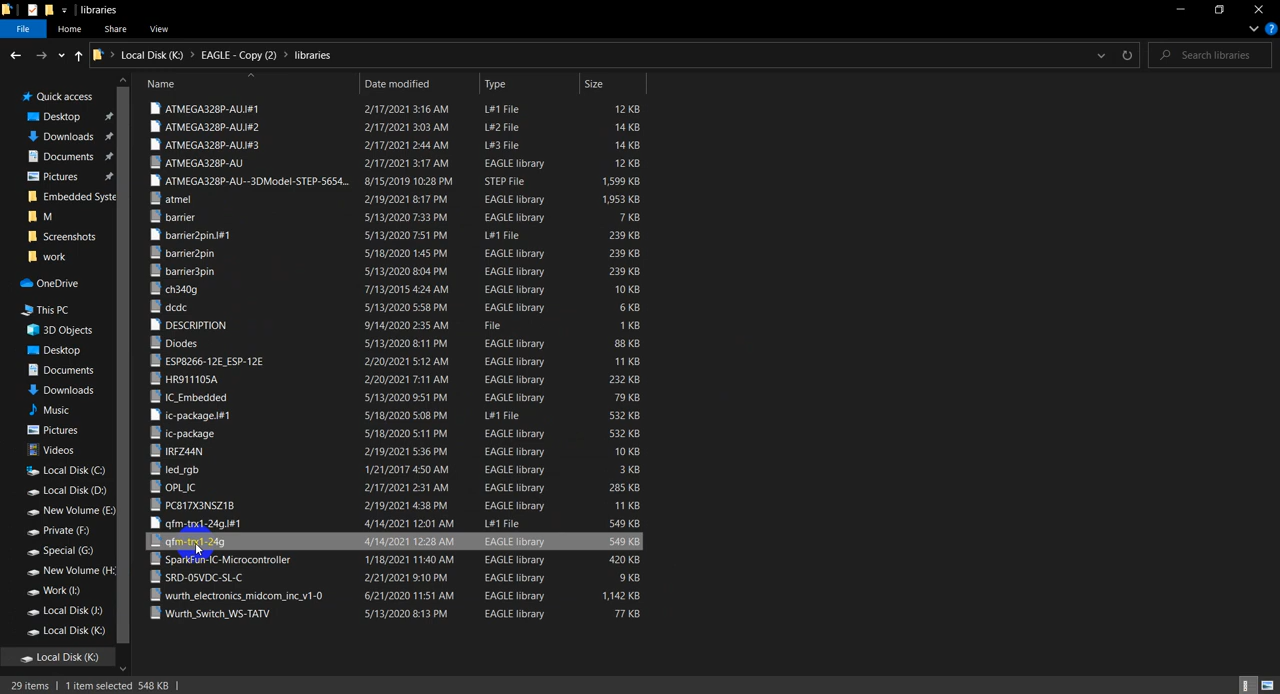 libraries
File Home Share View
Local Disk (K:) EAGLE - Copy (2) libraries Search libraries
Name Date modified Type Size
Quick access
Desktop
Downloads
Documents
Pictures
Embedded Syste
M
Screenshots
work
OneDrive
This PC
3D Objects
Desktop
Documents
Downloads
Music
Pictures
Videos
Local Disk (C:)
Local Disk (D:)
New Volume (E:)
Private (F:)
Special (G:)
New Volume (H:
Work (I:)
Local Disk (J:)
Local Disk (K:)
Local Disk (K:)
ATMEGA328P-AU.l#1 2/17/2021 3:16 AM L#1 File 12 KB
ATMEGA328P-AU.l#2 2/17/2021 3:03 AM L#2 File 14 KB
ATMEGA328P-AU.l#3 2/17/2021 2:44 AM L#3 File 14 KB
ATMEGA328P-AU 2/17/2021 3:17 AM EAGLE library 12 KB
ATMEGA328P-AU--3DModel-STEP-5654... 8/15/2019 10:28 PM STEP File 1,599 KB
atmel 2/19/2021 8:17 PM EAGLE library 1,953 KB
barrier 5/13/2020 7:33 PM EAGLE library 7 KB
barrier2pin.l#1 5/13/2020 7:51 PM L#1 File 239 KB
barrier2pin 5/18/2020 1:45 PM EAGLE library 239 KB
barrier3pin 5/13/2020 8:04 PM EAGLE library 239 KB
ch340g 7/13/2015 4:24 AM EAGLE library 10 KB
dcdc 5/13/2020 5:58 PM EAGLE library 6 KB
DESCRIPTION 9/14/2020 2:35 AM File 1 KB
Diodes 5/13/2020 8:11 PM EAGLE library 88 KB
ESP8266-12E_ESP-12E 2/20/2021 5:12 AM EAGLE library 11 KB
HR911105A 2/20/2021 7:11 AM EAGLE library 232 KB
IC_Embedded 5/13/2020 9:51 PM EAGLE library 79 KB
ic-package.l#1 5/18/2020 5:08 PM L#1 File 532 KB
ic-package 5/18/2020 5:11 PM EAGLE library 532 KB
IRFZ44N 2/19/2021 5:36 PM EAGLE library 10 KB
led_rgb 1/21/2017 4:50 AM EAGLE library 3 KB
OPL_IC 2/17/2021 2:31 AM EAGLE library 285 KB
PC817X3NSZ1B 2/19/2021 4:38 PM EAGLE library 11 KB
qfm-trx1-24g.l#1 4/14/2021 12:01 AM L#1 File 549 KB
qfm-trx1-24g 4/14/2021 12:28 AM EAGLE library 549 KB
SparkFun-IC-Microcontroller 1/18/2021 11:40 AM EAGLE library 420 KB
SRD-05VDC-SL-C 2/21/2021 9:10 PM EAGLE library 9 KB
wurth_electronics_midcom_inc_v1-0 6/21/2020 11:51 AM EAGLE library 1,142 KB
Wurth_Switch_WS-TATV 5/13/2020 8:13 PM EAGLE library 77 KB
29 items 1 item selected 548 KB